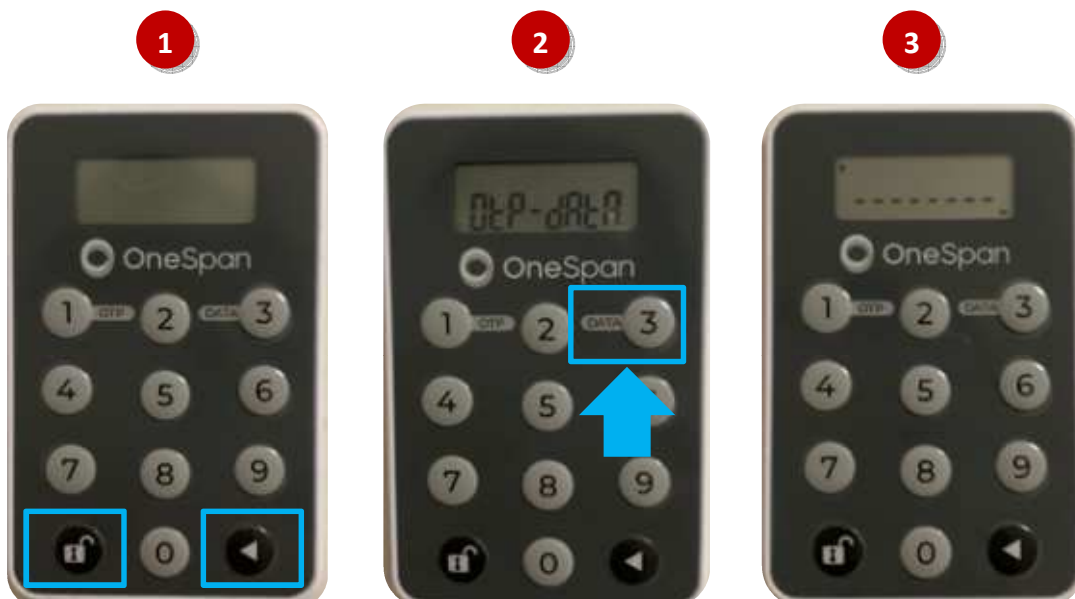 1
2
3
OneSpan
1 OTP 2 DATA 3
4 5 6
7 8 9
0
OtP-dAtA
OneSpan
1 OTP 2 DATA 3
4 5
7 8 9
0
--------
OneSpan
1 OTP 2 DATA 3
4 5 6
7 8 9
0